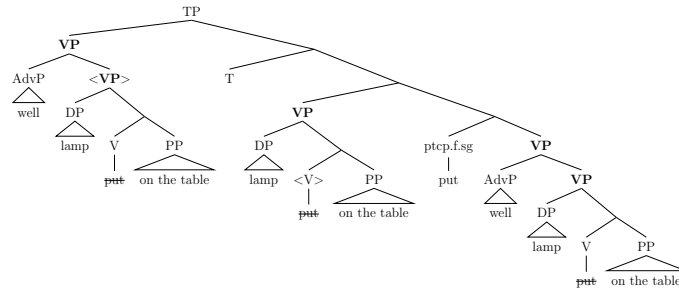 TP
VP
AdvP <VP> T
well DP VP
lamp V PP DP ptcp.f.sg VP
put on the table lamp <V> PP put AdvP VP
put on the table well DP
lamp V PP
put on the table